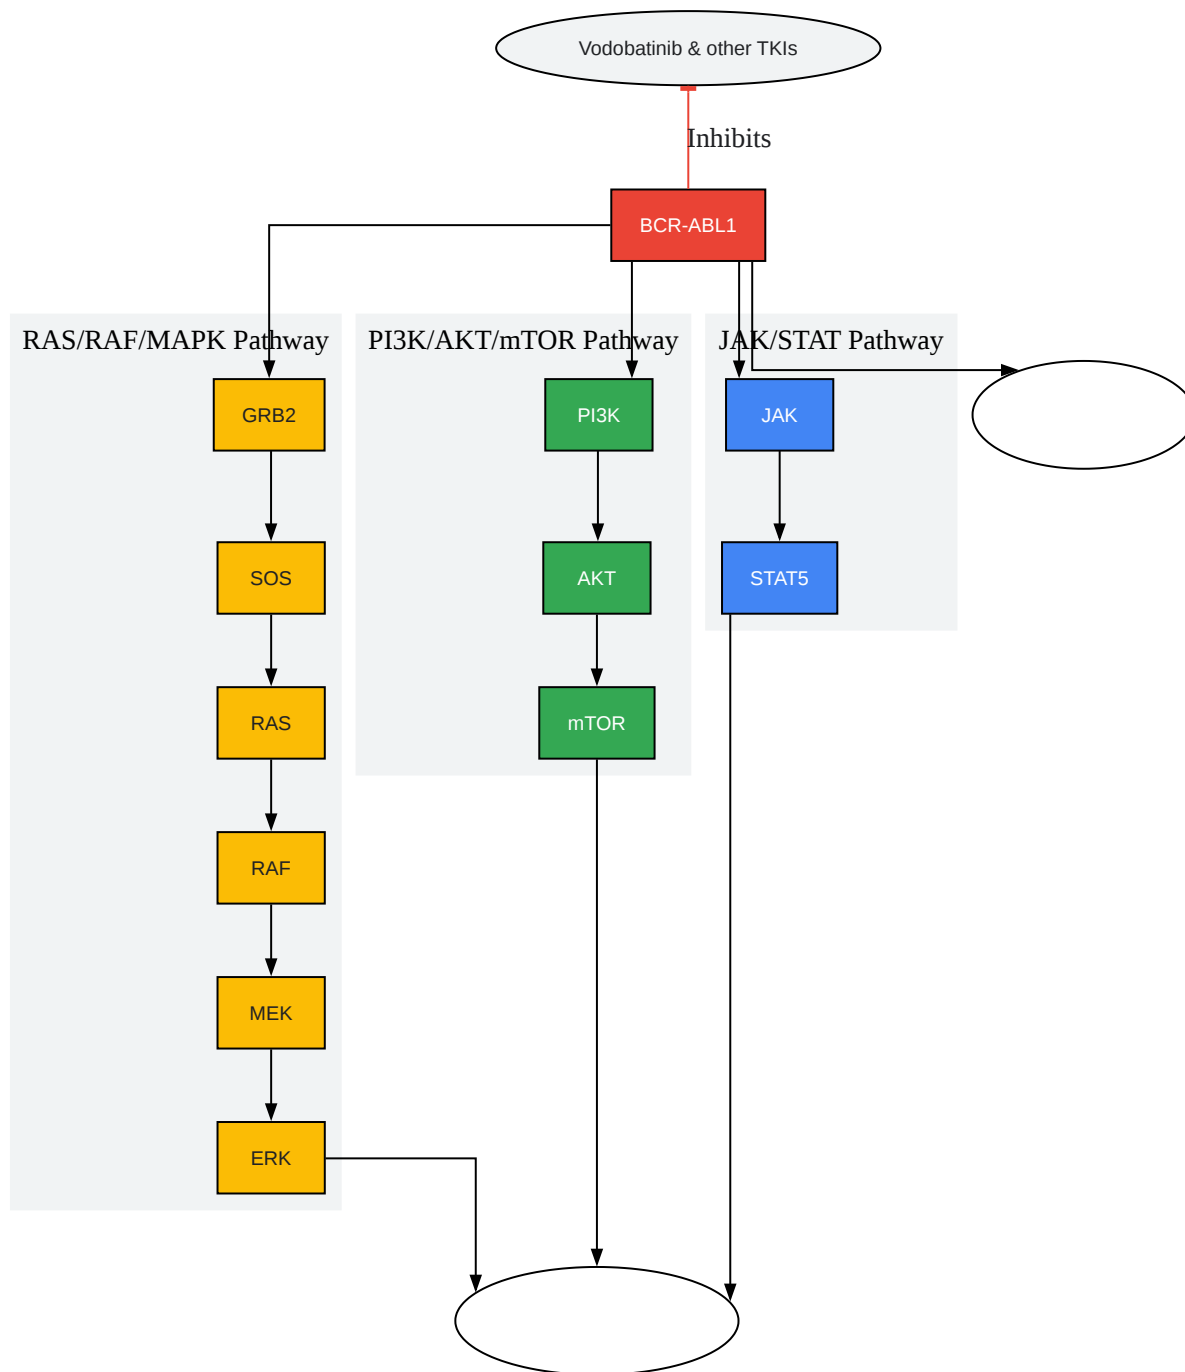 Vodobatinib & other TKIs
Inhibits
BCR-ABL1
RAS/RAF/MAPK Pathway
PI3K/AKT/mTOR Pathway
JAK/STAT Pathway
GRB2
PI3K
JAK
SOS
AKT
STAT5
RAS
mTOR
RAF
MEK
ERK